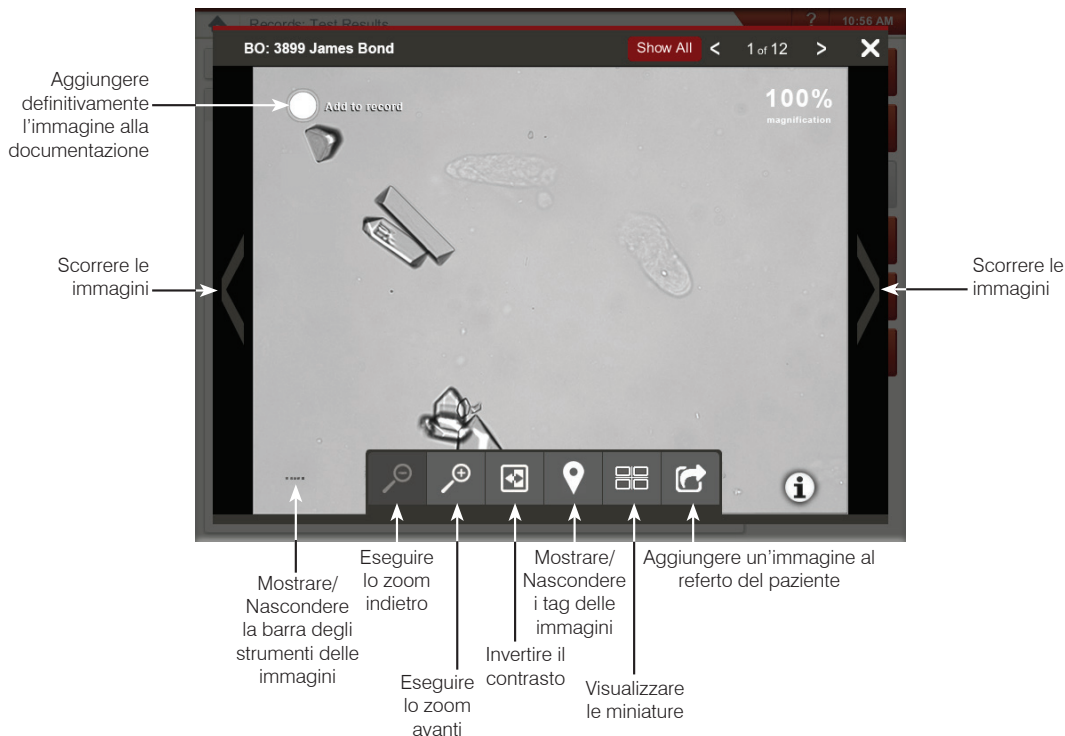 Records: Test Results
?
10:56 AM
BO: 3899 James Bond
Show All
<
1 of 12
>
X
Aggiungere
definitivamente
l'immagine alla
documentazione
Add to record
100%
magnification
Scorrere le
immagini
Scorrere le
immagini
i
Mostrare/
Nascondere
la barra degli
strumenti delle
immagini
Eseguire
lo zoom
indietro
Eseguire
lo zoom
avanti
Invertire il
contrasto
Mostrare/
Nascondere
i tag delle
immagini
Visualizzare
le miniature
Aggiungere un'immagine al
referto del paziente